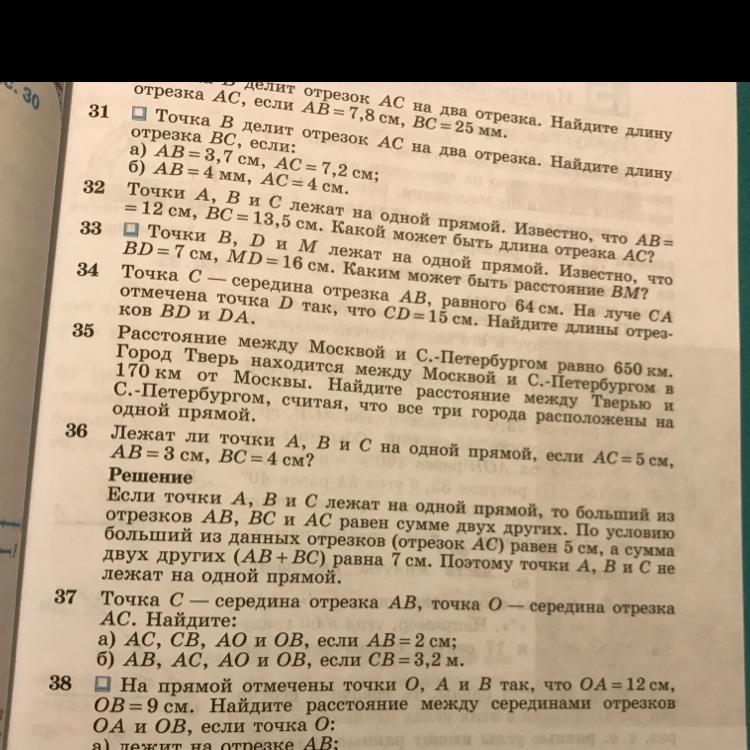 с. 30
делит отрезок AC на два отрезка. Найдите длину
отрезка AC, если AB = 7,8 см, BC = 25 мм.
31 Точка B делит отрезок AC на два отрезка. Найдите длину
отрезка BC, если:
а) AB = 3,7 см, AC = 7,2 см;
б) AB = 4 мм, AC = 4 см.
32 Точки A, B и C лежат на одной прямой. Известно, что AB =
= 12 см, BC = 13,5 см. Какой может быть длина отрезка AC?
33 Точки B, D и M лежат на одной прямой. Известно, что
BD = 7 см, MD = 16 см. Каким может быть расстояние BM?
34 Точка C — середина отрезка AB, равного 64 см. На луче CA
отмечена точка D так, что CD = 15 см. Найдите длины отрез-
ков BD и DA.
35 Расстояние между Москвой и С.-Петербургом равно 650 км.
Город Тверь находится между Москвой и С.-Петербургом в
170 км от Москвы. Найдите расстояние между Тверью и
С.-Петербургом, считая, что все три города расположены на
одной прямой.
36 Лежат ли точки A, B и C на одной прямой, если AC = 5 см,
AB = 3 см, BC = 4 см?
Решение
Если точки A, B и C лежат на одной прямой, то больший из
отрезков AB, BC и AC равен сумме двух других. По условию
больший из данных отрезков (отрезок AC) равен 5 см, а сумма
двух других (AB + BC) равна 7 см. Поэтому точки A, B и C не
лежат на одной прямой.
37 Точка C — середина отрезка AB, точка O — середина отрезка
AC. Найдите:
а) AC, CB, AO и OB, если AB = 2 см;
б) AB, AC, AO и OB, если CB = 3,2 м.
38 На прямой отмечены точки O, A и B так, что OA = 12 см,
OB = 9 см. Найдите расстояние между серединами отрезков
OA и OB, если точка O:
а) лежит на отрезке AB;